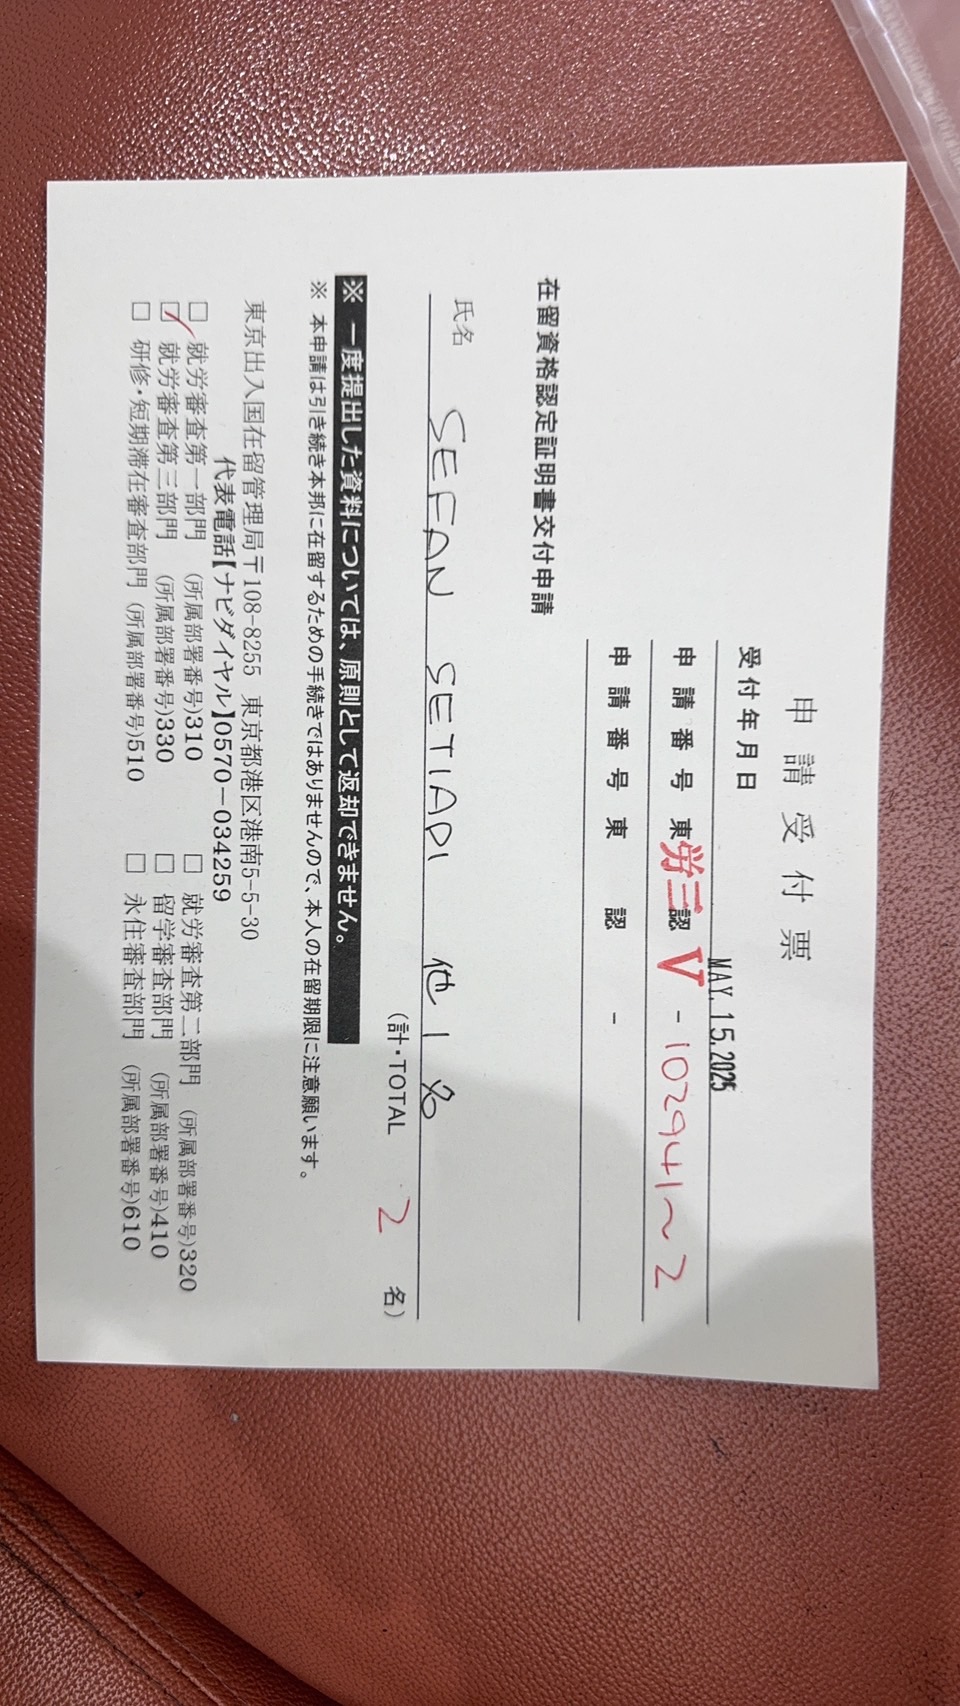 申請受付票
受付年月日 MAY.15.2025
申請番号 東労三認V - 102941~2
申請番号 東 認 -
在留資格認定証明書交付申請
氏名 SEFAN SETIADI 他1名
(計・TOTAL 2 名)
※ 一度提出した資料については、原則として返却できません。
※ 本申請は引き続き本邦に在留するための手続きではありませんので、本人の在留期限に注意願います。
東京出入国在留管理局〒108-8255 東京都港区港南5-5-30
代表電話【ナビダイヤル】0570-034259
□ 就労審査第一部門 (所属部署番号)310 □ 就労審査第二部門 (所属部署番号)320
☑ 就労審査第三部門 (所属部署番号)330 □ 留学審査部門 (所属部署番号)410
□ 研修・短期滞在審査部門 (所属部署番号)510 □ 永住審査部門 (所属部署番号)610